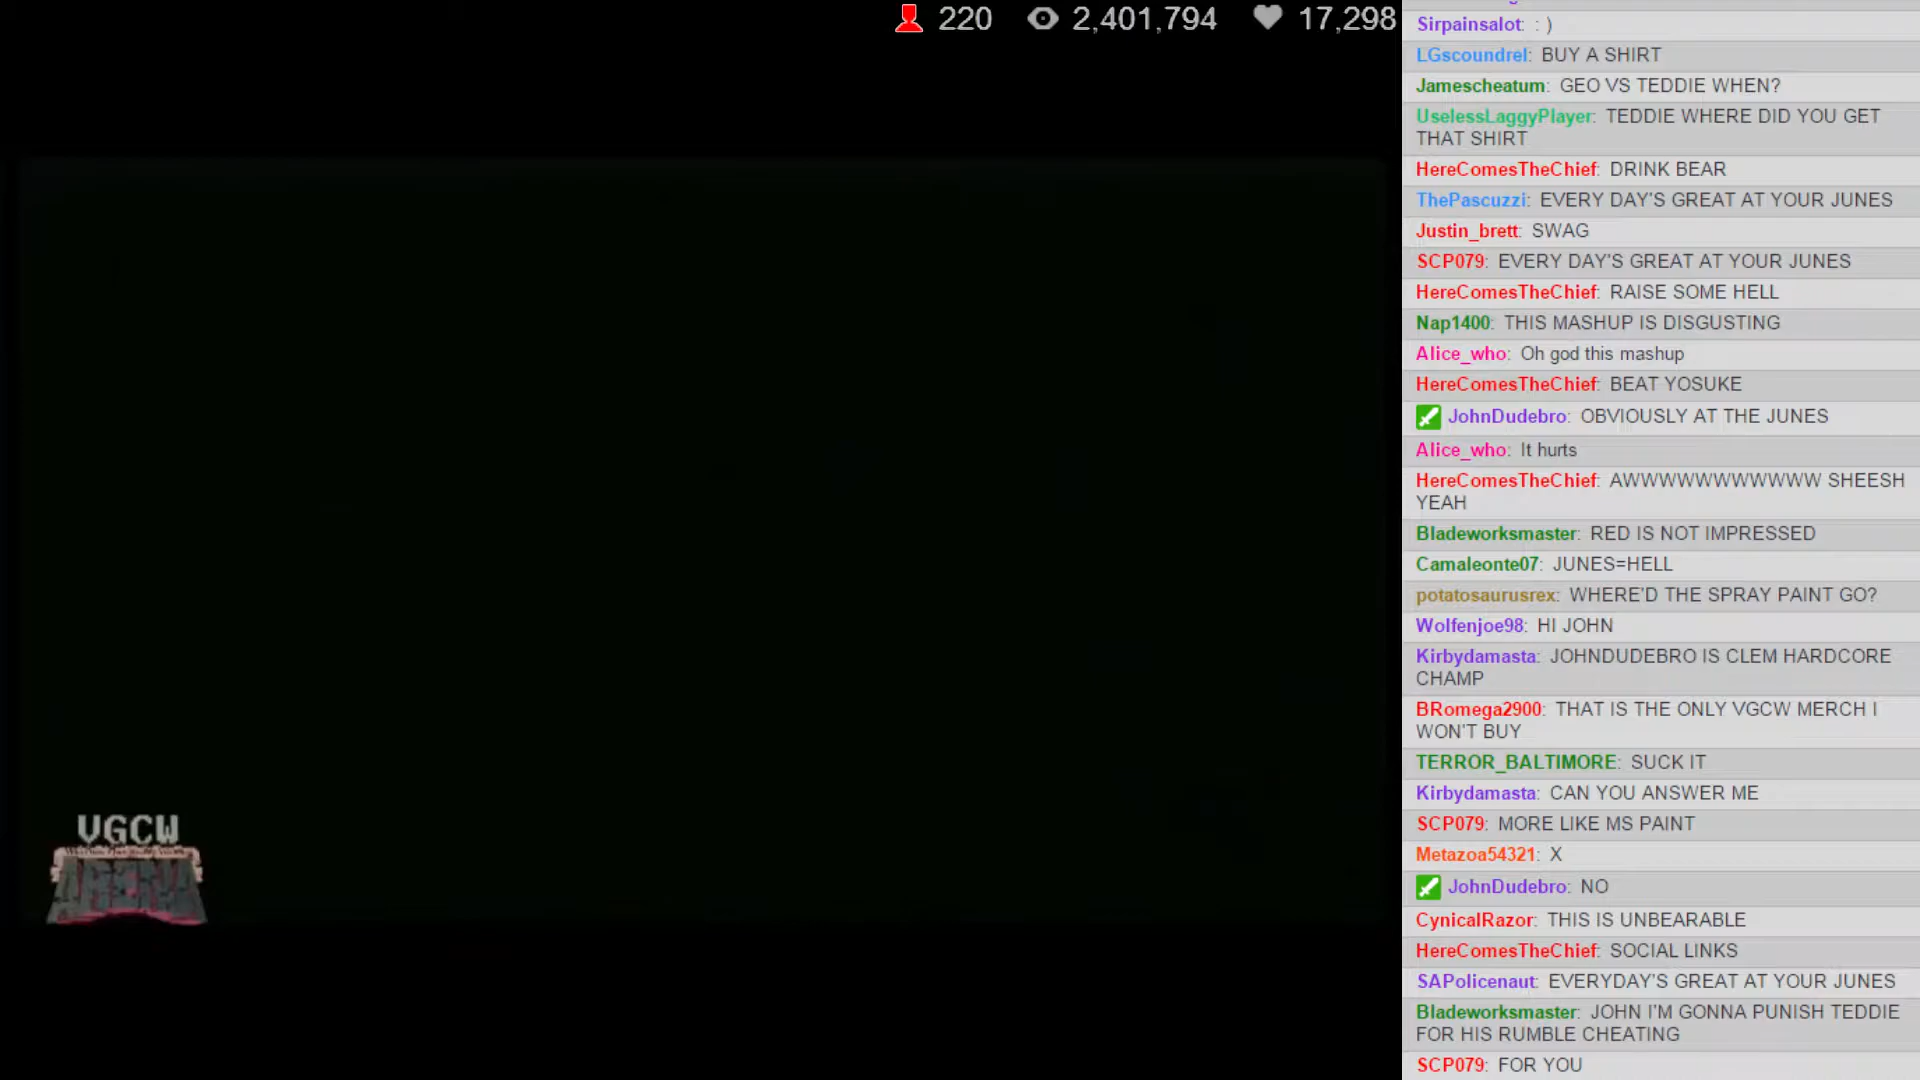 220 2,401,794 17,298
Sirpainsalot: : )
LGscoundrel: BUY A SHIRT
Jamescheatum: GEO VS TEDDIE WHEN?
UselessLaggyPlayer: TEDDIE WHERE DID YOU GET
THAT SHIRT
HereComesTheChief: DRINK BEAR
ThePascuzzi: EVERY DAY'S GREAT AT YOUR JUNES
Justin_brett: SWAG
SCP079: EVERY DAY'S GREAT AT YOUR JUNES
HereComesTheChief: RAISE SOME HELL
Nap1400: THIS MASHUP IS DISGUSTING
Alice_who: Oh god this mashup
HereComesTheChief: BEAT YOSUKE
JohnDudebro: OBVIOUSLY AT THE JUNES
Alice_who: It hurts
HereComesTheChief: AWWWWWWWWWWW SHEESH
YEAH
Bladeworksmaster: RED IS NOT IMPRESSED
Camaleonte07: JUNES=HELL
potatosaurusrex: WHERE'D THE SPRAY PAINT GO?
Wolfenjoe98: HI JOHN
Kirbydamasta: JOHNDUDEBRO IS CLEM HARDCORE
CHAMP
BRomega2900: THAT IS THE ONLY VGCW MERCH I
WON'T BUY
TERROR_BALTIMORE: SUCK IT
Kirbydamasta: CAN YOU ANSWER ME
SCP079: MORE LIKE MS PAINT
Metazoa54321: X
JohnDudebro: NO
CynicalRazor: THIS IS UNBEARABLE
HereComesTheChief: SOCIAL LINKS
SAPolicenaut: EVERYDAY'S GREAT AT YOUR JUNES
Bladeworksmaster: JOHN I'M GONNA PUNISH TEDDIE
FOR HIS RUMBLE CHEATING
SCP079: FOR YOU
VGCW